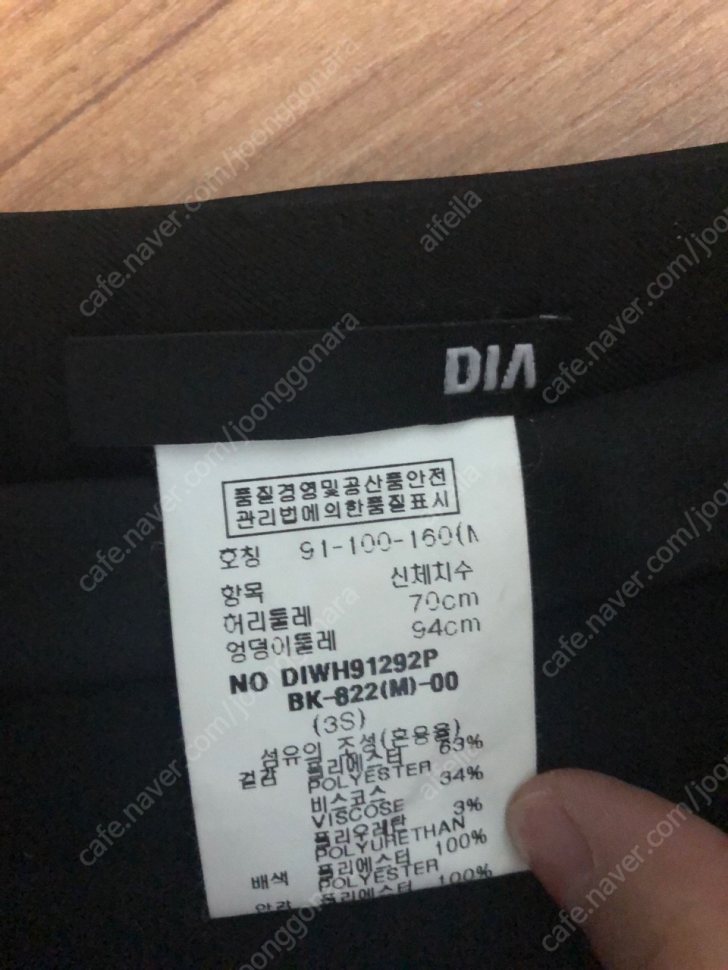 cafe.naver.com/joonggonara
aifeila
DIA
품질경영및공산품안전
관리법에의한품질표시
호칭 91-100-160(M
항목 신체치수
허리둘레 70cm
엉덩이둘레 94cm
NO DIWH91292P
BK-822(M)-00
(3S)
섬유의 조성(혼용율)
겉감 폴리에스터 63%
POLYESTER
비스코스 34%
VISCOSE
폴리우레탄 3%
POLYURETHAN
배색 폴리에스터 100%
POLYESTER
안감 폴리에스터 100%